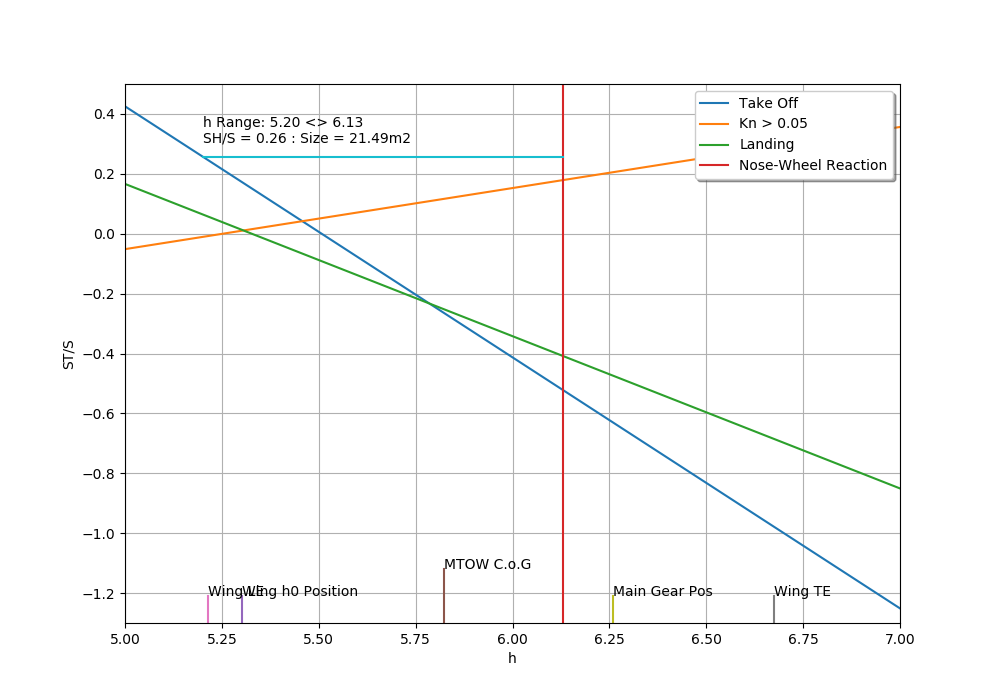 Take Off
Kn > 0.05
Landing
Nose-Wheel Reaction
h Range: 5.20 <> 6.13
SH/S = 0.26 : Size = 21.49m2
0.4
0.2
0.0
−0.2
−0.4
−0.6
−0.8
−1.0
−1.2
ST/S
MTOW C.o.G
Wing LE
Wing h0 Position
Main Gear Pos
Wing TE
5.00 5.25 5.50 5.75 6.00 6.25 6.50 6.75 7.00
h